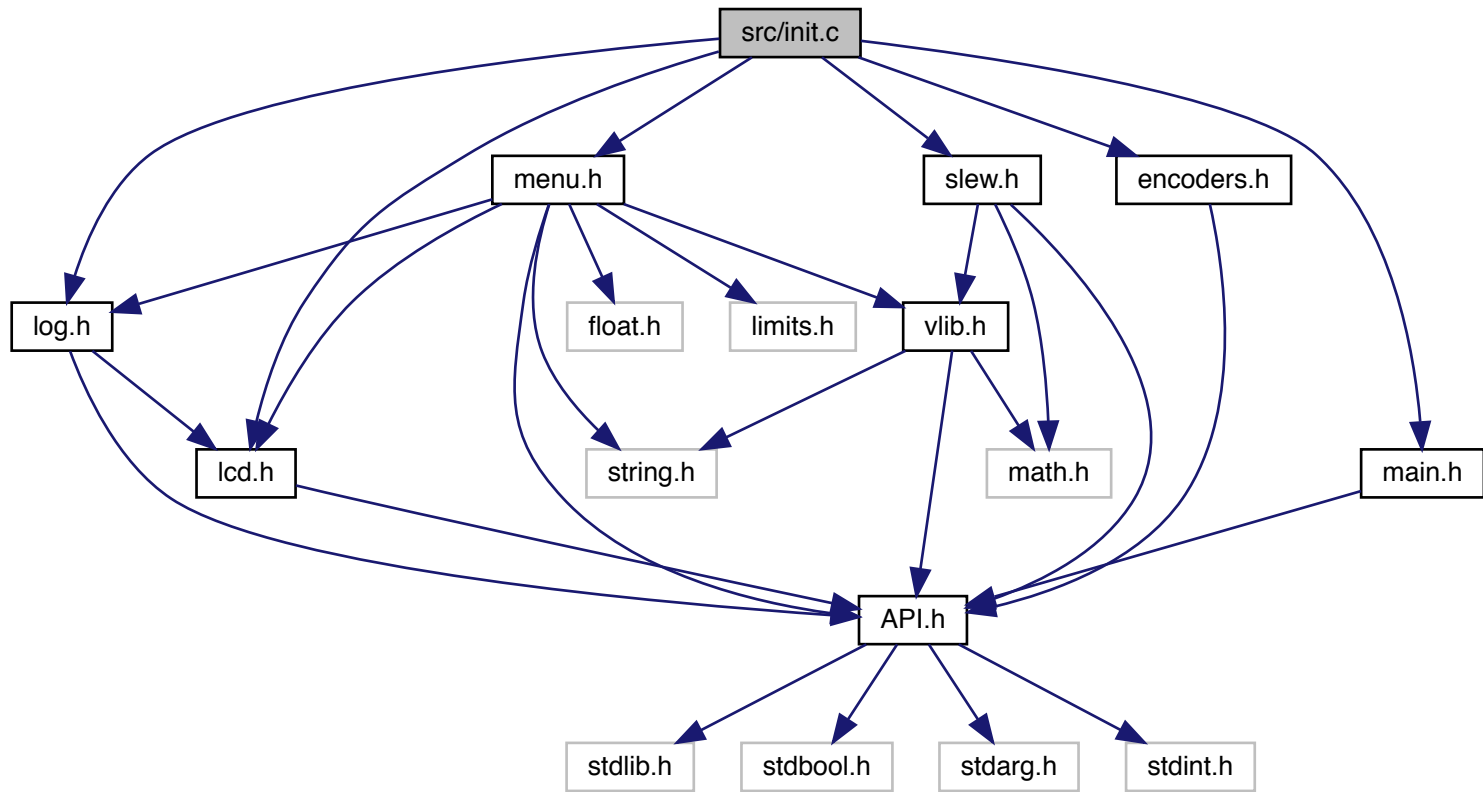 src/init.c
menu.h
slew.h
encoders.h
log.h
float.h
limits.h
vlib.h
lcd.h
string.h
math.h
main.h
API.h
stdlib.h
stdbool.h
stdarg.h
stdint.h